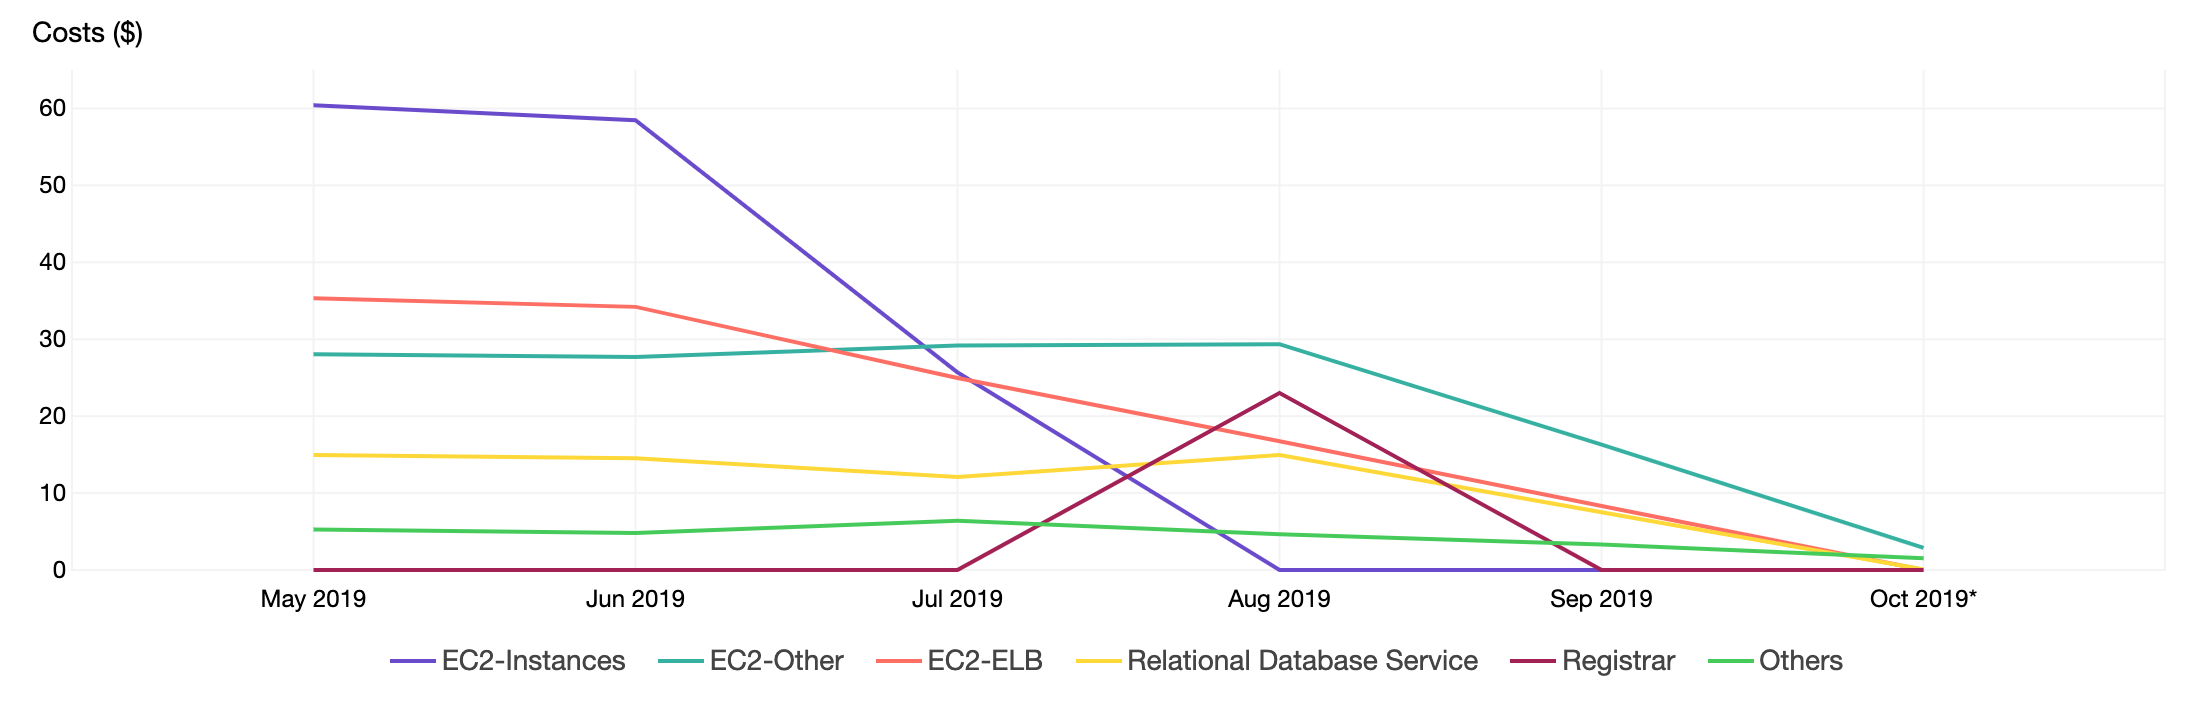 Costs ($)
60
50
40
30
20
10
0
May 2019 Jun 2019 Jul 2019 Aug 2019 Sep 2019 Oct 2019*
EC2-Instances EC2-Other EC2-ELB Relational Database Service Registrar Others